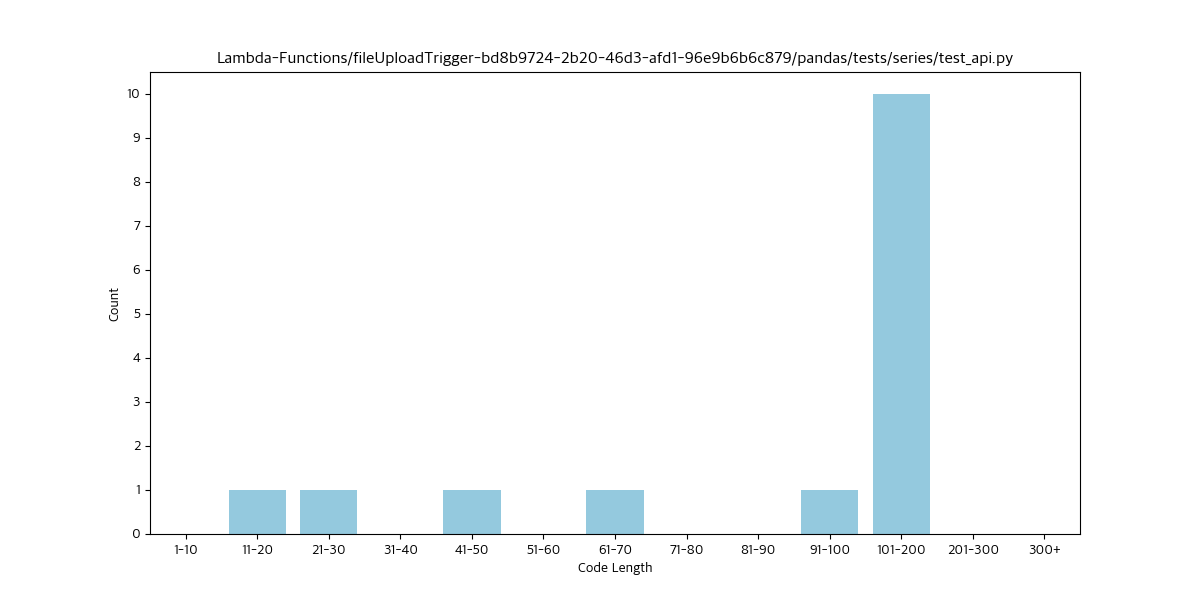 Lambda-Functions/fileUploadTrigger-bd8b9724-2b20-46d3-afd1-96e9b6b6c879/pandas/tests/series/test_api.py
10
9
8
7
6
5
4
3
2
1
0
Count
1-10 11-20 21-30 31-40 41-50 51-60 61-70 71-80 81-90 91-100 101-200 201-300 300+
Code Length